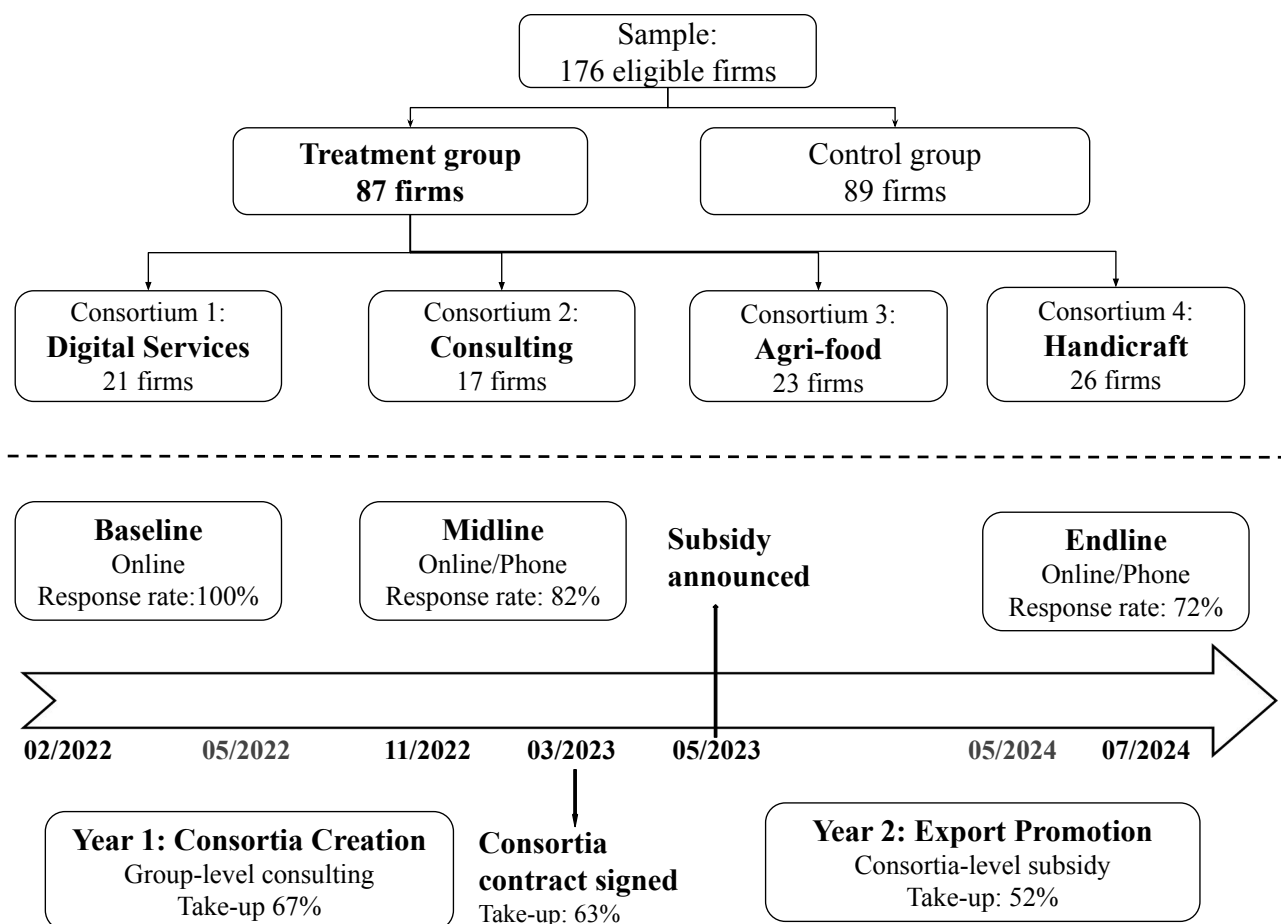 Sample:
176 eligible firms
Treatment group
87 firms
Control group
89 firms
Consortium 1:
Digital Services
21 firms
Consortium 2:
Consulting
17 firms
Consortium 3:
Agri-food
23 firms
Consortium 4:
Handicraft
26 firms
Baseline
Online
Response rate:100%
Midline
Online/Phone
Response rate: 82%
Subsidy
announced
Endline
Online/Phone
Response rate: 72%
02/2022
05/2022
11/2022
03/2023
05/2023
05/2024
07/2024
Year 1: Consortia Creation
Group-level consulting
Take-up 67%
Consortia
contract signed
Take-up: 63%
Year 2: Export Promotion
Consortia-level subsidy
Take-up: 52%